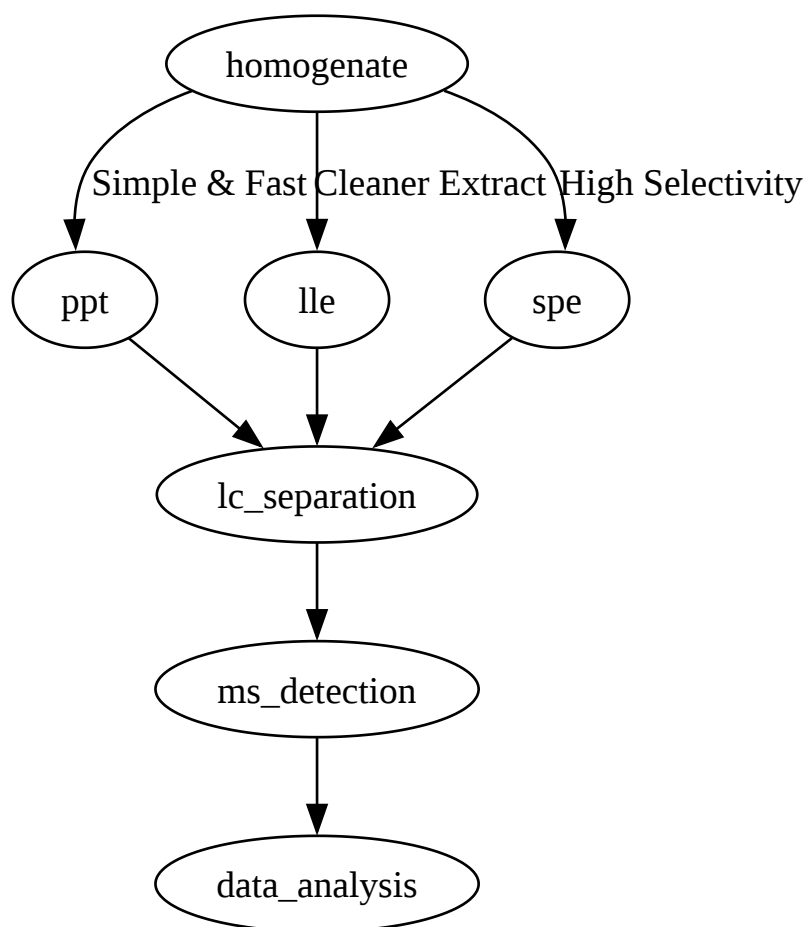 homogenate
Simple & Fast Cleaner Extract High Selectivity
ppt lle spe
lc_separation
ms_detection
data_analysis